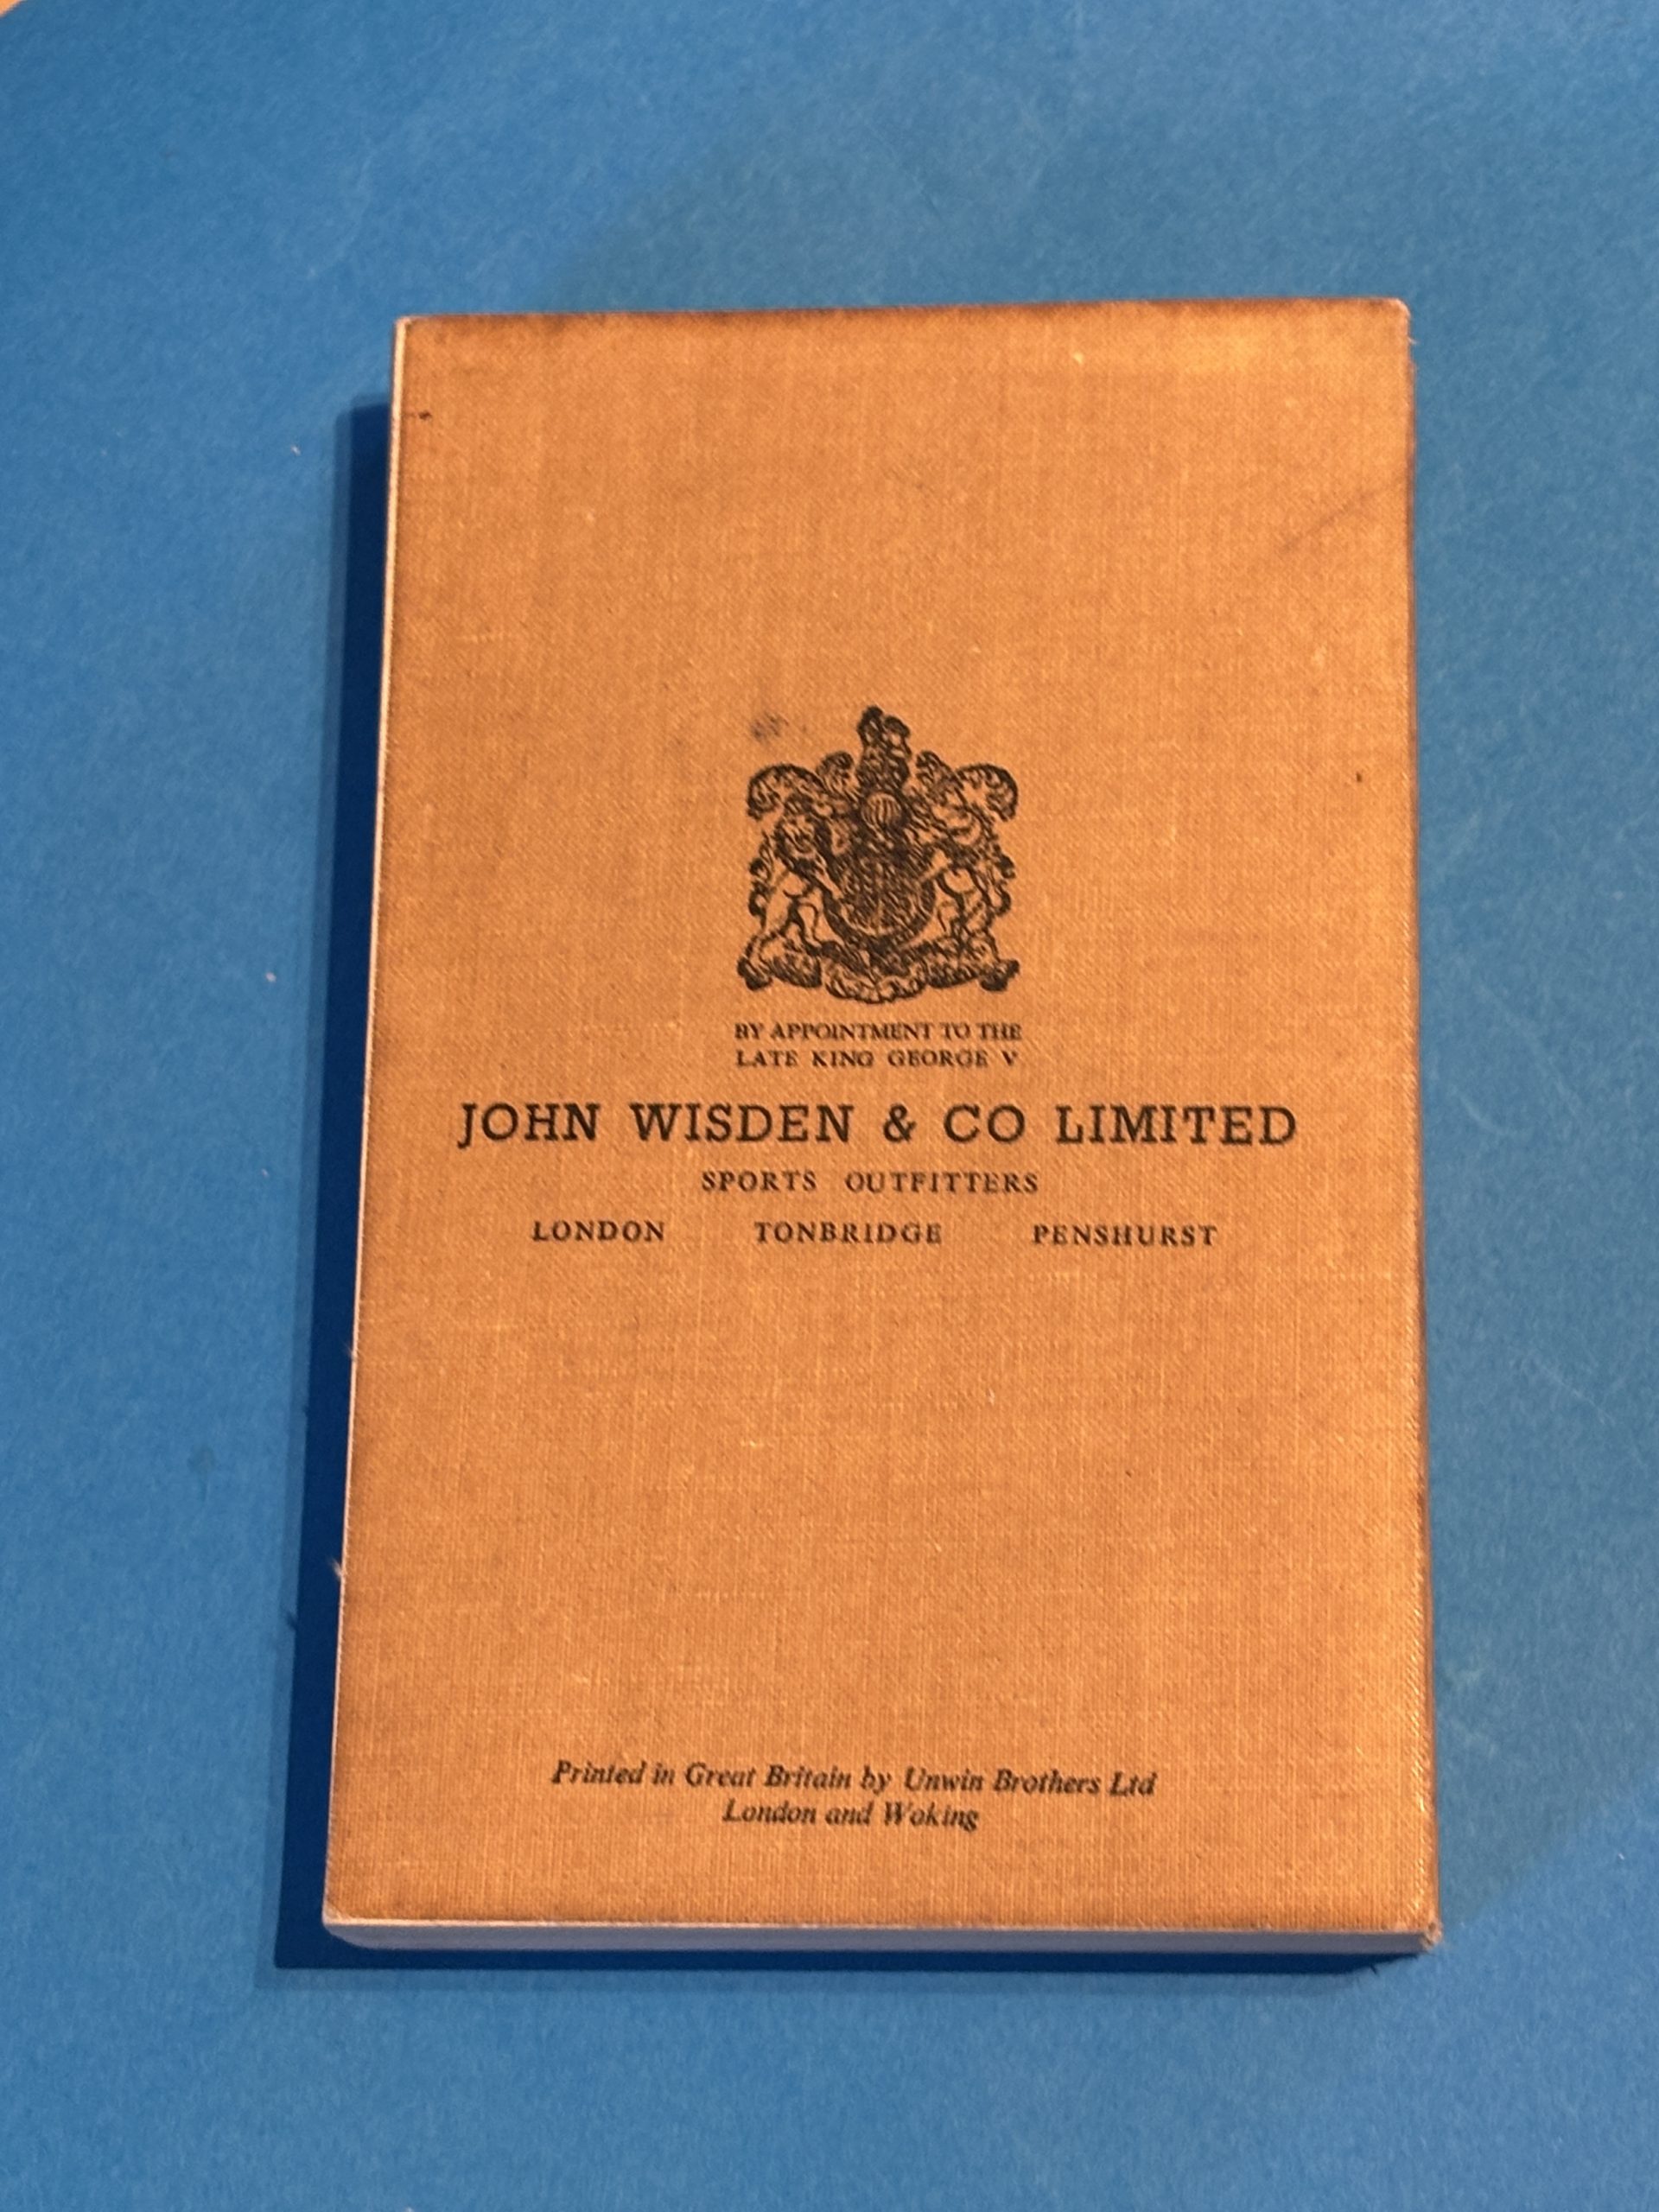 BY APPOINTMENT TO THE
LATE KING GEORGE V
JOHN WISDEN & CO LIMITED
SPORTS OUTFITTERS
LONDON TONBRIDGE PENSHURST
Printed in Great Britain by Unwin Brothers Ltd
London and Woking